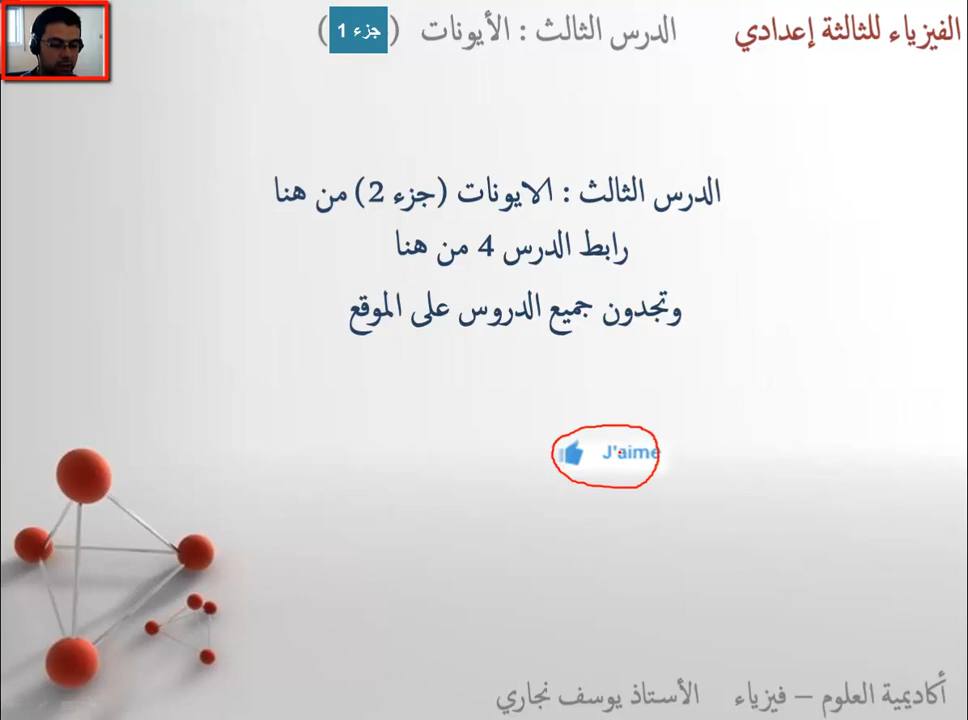 الفيزياء للثالثة إعدادي الدرس الثالث : الأيونات ( جزء 1 )
الدرس الثالث : الايونات (جزء 2) من هنا
رابط الدرس 4 من هنا
وتجدون جميع الدروس على الموقع
J'aime
أكاديمية العلوم – فيزياء الأستاذ يوسف نجاري